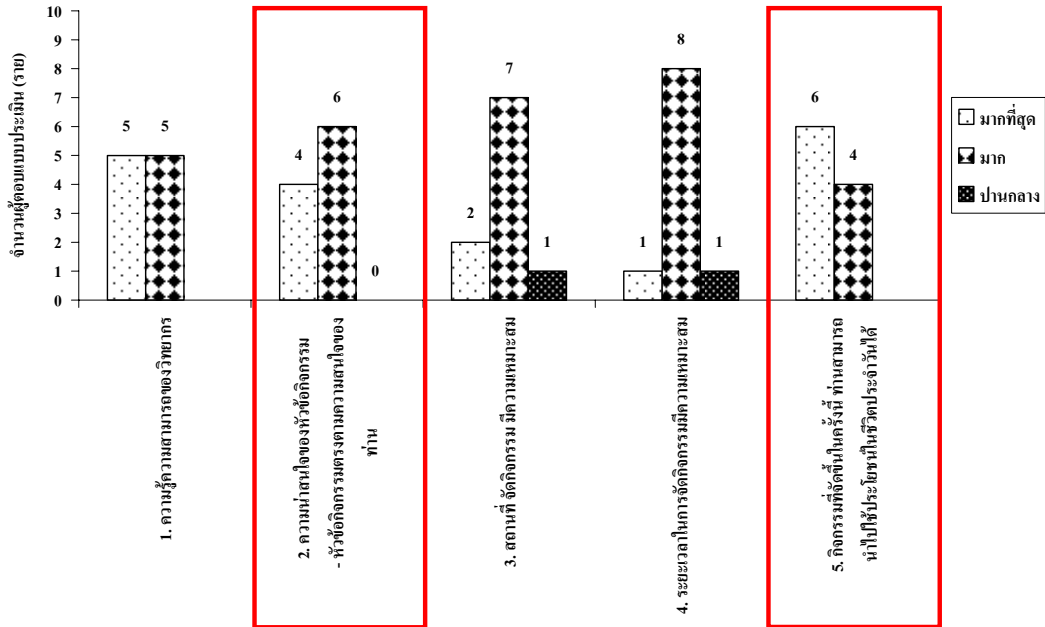 จำนวนผู้ตอบแบบประเมิน (ราย)
10
9
8
7
6
5
4
3
2
1
0
5
5
4
6
0
2
7
1
1
8
1
6
4
มากที่สุด
มาก
ปานกลาง
1. ความรู้ความสามารถของวิทยากร
2. ความน่าสนใจของหัวข้อกิจกรรม
- หัวข้อกิจกรรมตรงตามความสนใจของ
ท่าน
3. สถานที่ จัดกิจกรรม มีความเหมาะสม
4. ระยะเวลาในการจัดกิจกรรมมีความเหมาะสม
5. กิจกรรมที่จัดขึ้นในครั้งนี้ ท่านสามารถ
นำไปใช้ประโยชน์ในชีวิตประจำวันได้